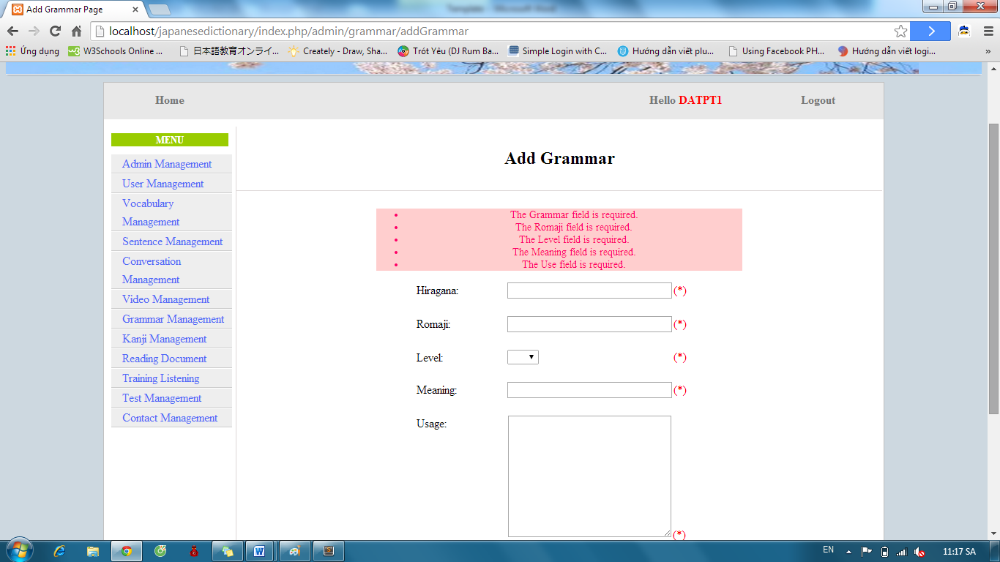 Add Grammar Page
localhost/japanesedictionary/index.php/admin/grammar/addGrammar
Ứng dụng W3Schools Online ... 日本語教育オンライ... Creately - Draw, Sha... Trót Yêu (DJ Rum Ba... Simple Login with C... Hướng dẫn viết plu... Using Facebook PH... Hướng dẫn viết logi... »
Home Hello DATPT1 Logout
MENU
Admin Management
User Management
Vocabulary
Management
Sentence Management
Conversation
Management
Video Management
Grammar Management
Kanji Management
Reading Document
Training Listening
Test Management
Contact Management
Add Grammar
• The Grammar field is required.
• The Romaji field is required.
• The Level field is required.
• The Meaning field is required.
• The Use field is required.
Hiragana: (*)
Romaji: (*)
Level: (*)
Meaning: (*)
Usage:
(*)
EN 11:17 SA